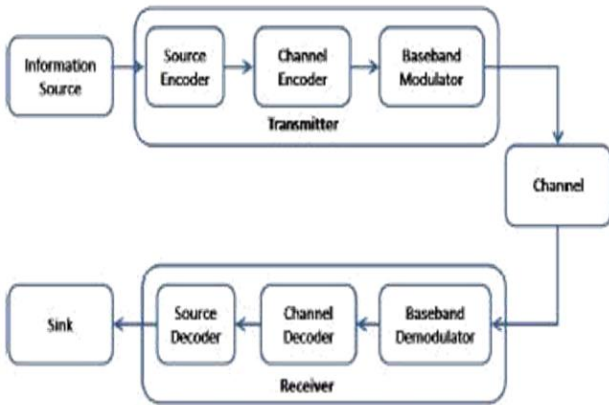 Information
Source
Source
Encoder
Channel
Encoder
Baseband
Modulator
Transmitter
Channel
Sink
Source
Decoder
Channel
Decoder
Baseband
Demodulator
Receiver